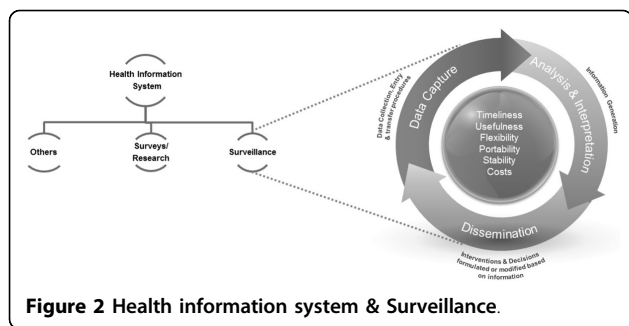 Health Information
System
Others
Surveys/
Research
Surveillance
Data Collection, Entry
& transfer procedures
Data Capture
Analysis & Interpretation
Information Generation
Timeliness
Usefulness
Flexibility
Portability
Stability
Costs
Dissemination
Interventions & Decisions
formulated or modified based
on information
Figure 2 Health information system & Surveillance.